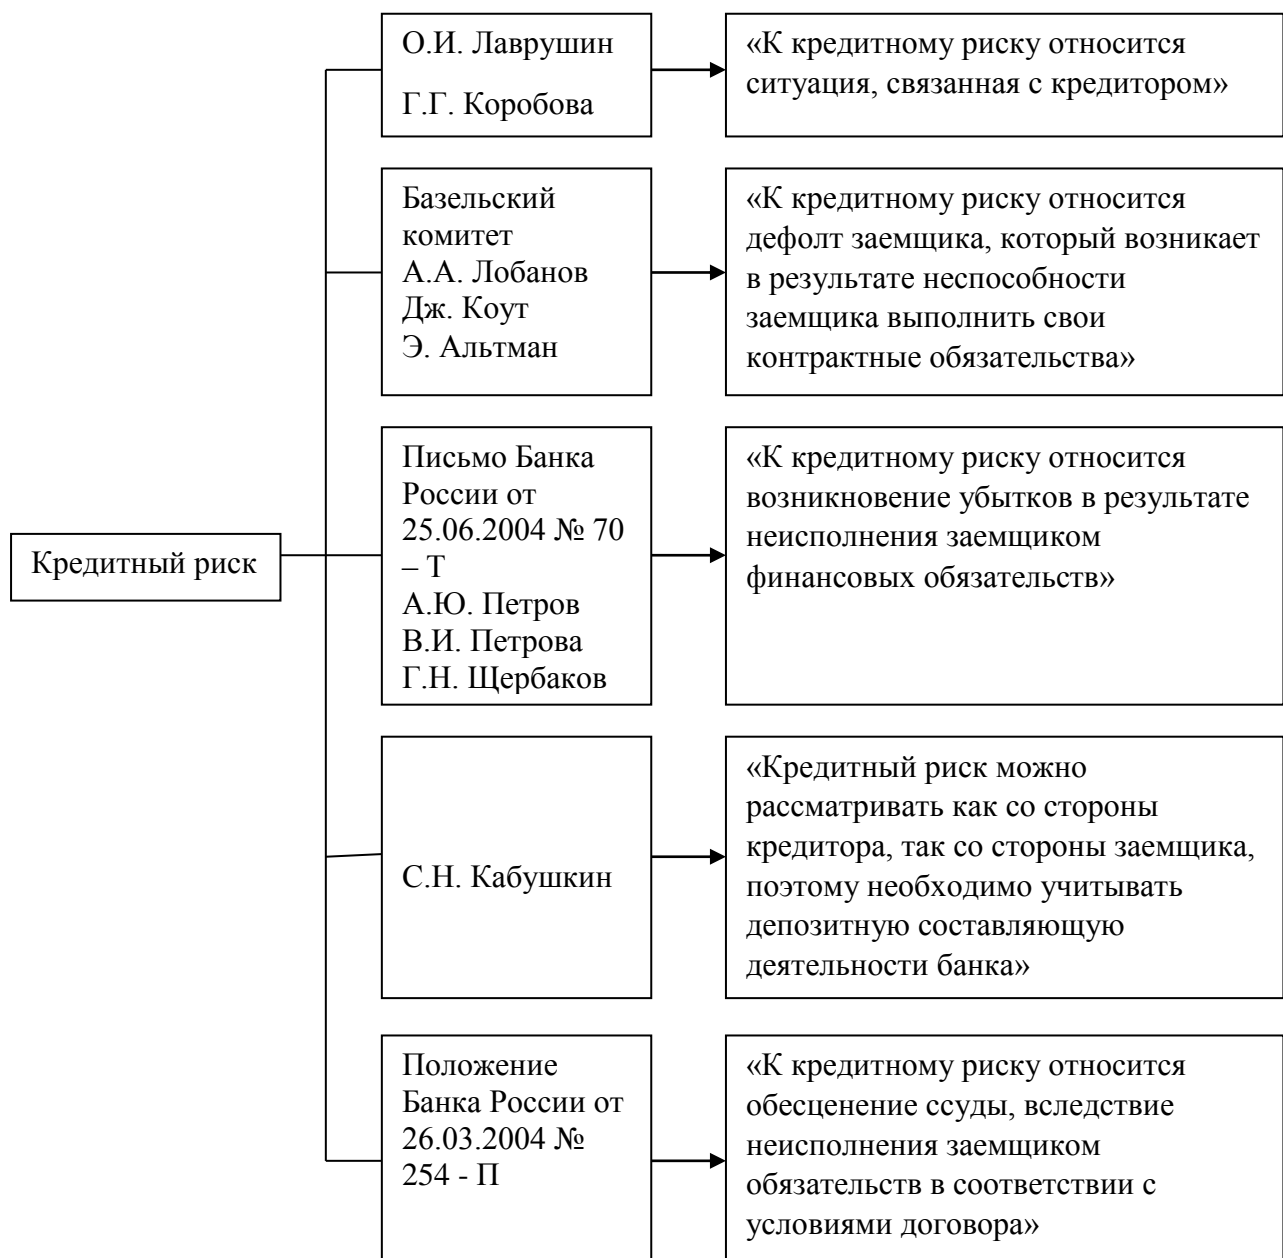 О.И. Лаврушин
Г.Г. Коробова
«К кредитному риску относится
ситуация, связанная с кредитором»
Базельский
комитет
А.А. Лобанов
Дж. Коут
Э. Альтман
«К кредитному риску относится
дефолт заемщика, который возникает
в результате неспособности
заемщика выполнить свои
контрактные обязательства»
Кредитный риск
Письмо Банка
России от
25.06.2004 № 70
– Т
А.Ю. Петров
В.И. Петрова
Г.Н. Щербаков
«К кредитному риску относится
возникновение убытков в результате
неисполнения заемщиком
финансовых обязательств»
С.Н. Кабушкин
«Кредитный риск можно
рассматривать как со стороны
кредитора, так со стороны заемщика,
поэтому необходимо учитывать
депозитную составляющую
деятельности банка»
Положение
Банка России от
26.03.2004 №
254 - П
«К кредитному риску относится
обесценение ссуды, вследствие
неисполнения заемщиком
обязательств в соответствии с
условиями договора»